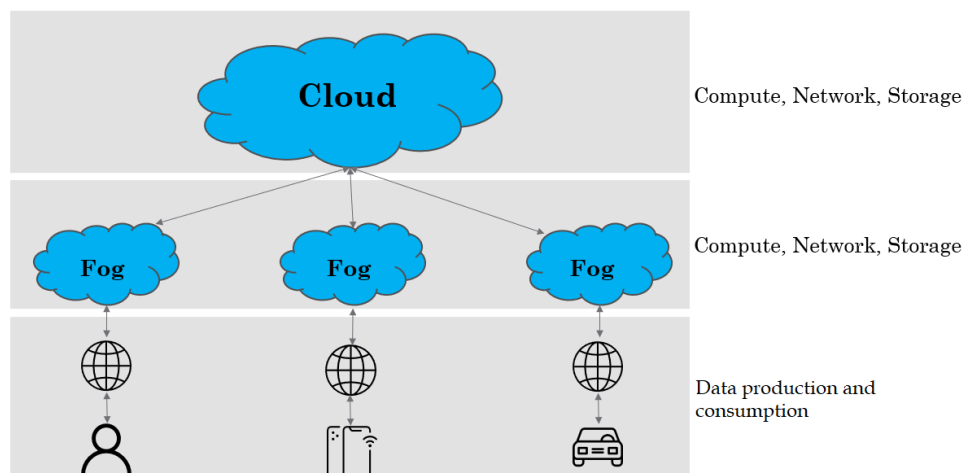 Cloud
Compute, Network, Storage
Fog
Fog
Fog
Compute, Network, Storage
Data production and
consumption